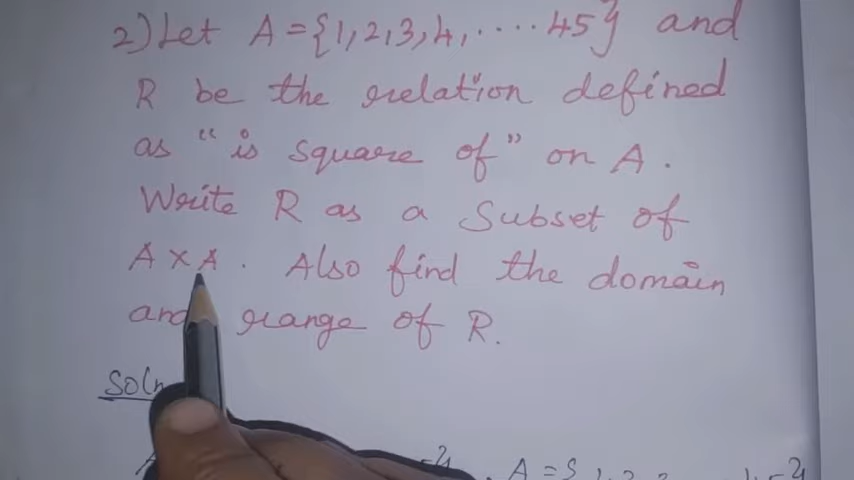 2) Let A = {1, 2, 3, 4, .... 45} and
R be the relation defined
as "is square of" on A.
Write R as a subset of
A × A. Also find the domain
and range of R.
Soln
A = {